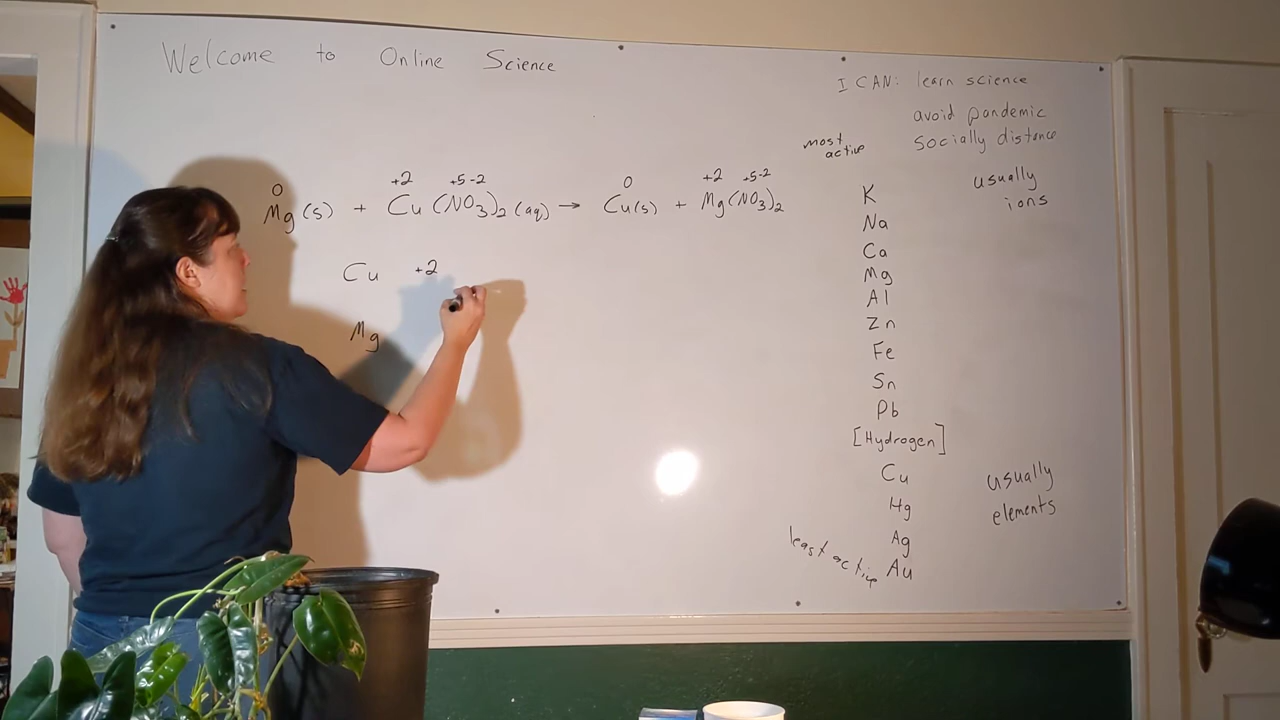 Welcome to Online Science
I CAN: learn science
avoid pandemic
socially distance
most
active
usually
ions
0 +2 +5 -2 0 +2 +5 -2
Mg(s) + Cu(NO3)2(aq) → Cu(s) + Mg(NO3)2
Cu +2
Mg
K
Na
Ca
Mg
Al
Zn
Fe
Sn
Pb
[Hydrogen]
Cu
Hg
Ag
Au
usually
elements
least active